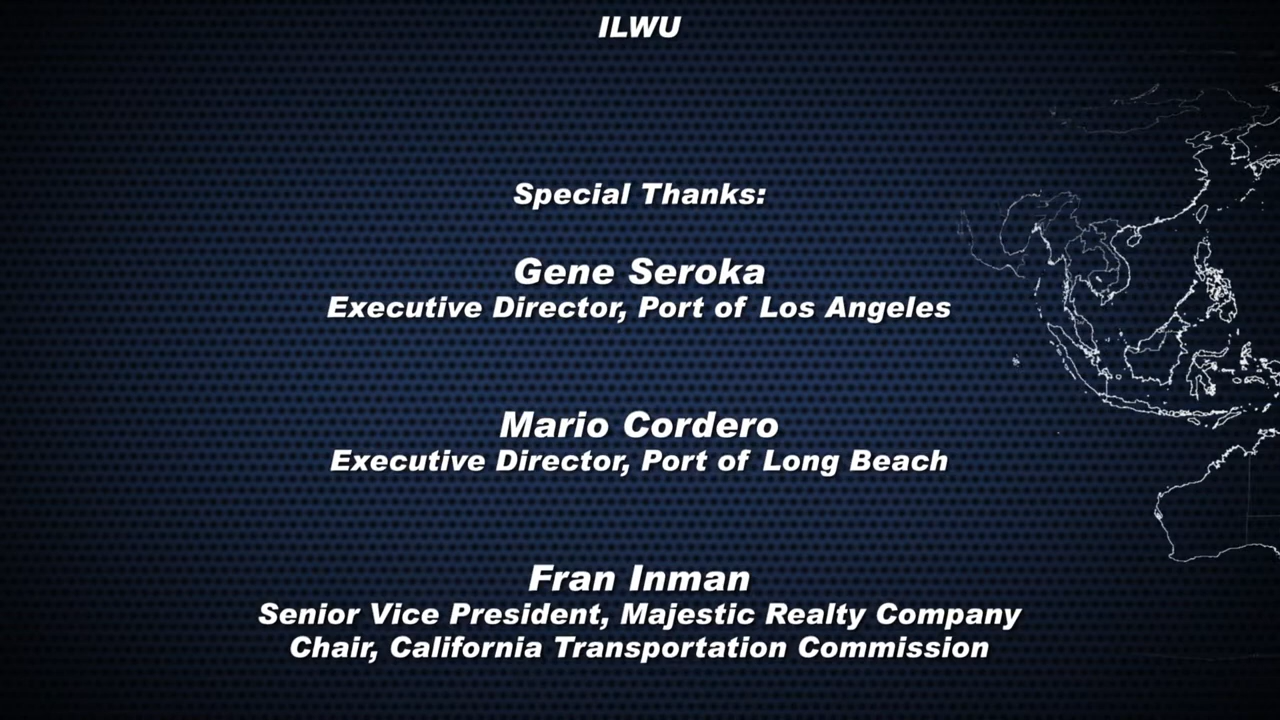 ILWU
Special Thanks:
Gene Seroka
Executive Director, Port of Los Angeles
Mario Cordero
Executive Director, Port of Long Beach
Fran Inman
Senior Vice President, Majestic Realty Company
Chair, California Transportation Commission